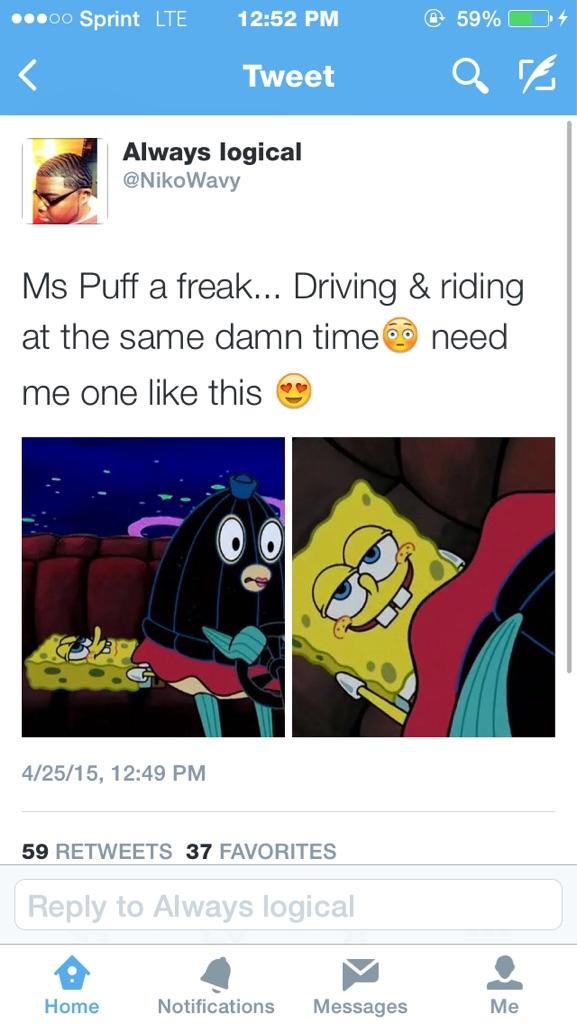 Sprint LTE 12:52 PM 59%
Tweet
Always logical
@NikoWavy
Ms Puff a freak... Driving & riding
at the same damn time😳 need
me one like this 😍
4/25/15, 12:49 PM
59 RETWEETS 37 FAVORITES
Reply to Always logical
Home Notifications Messages Me